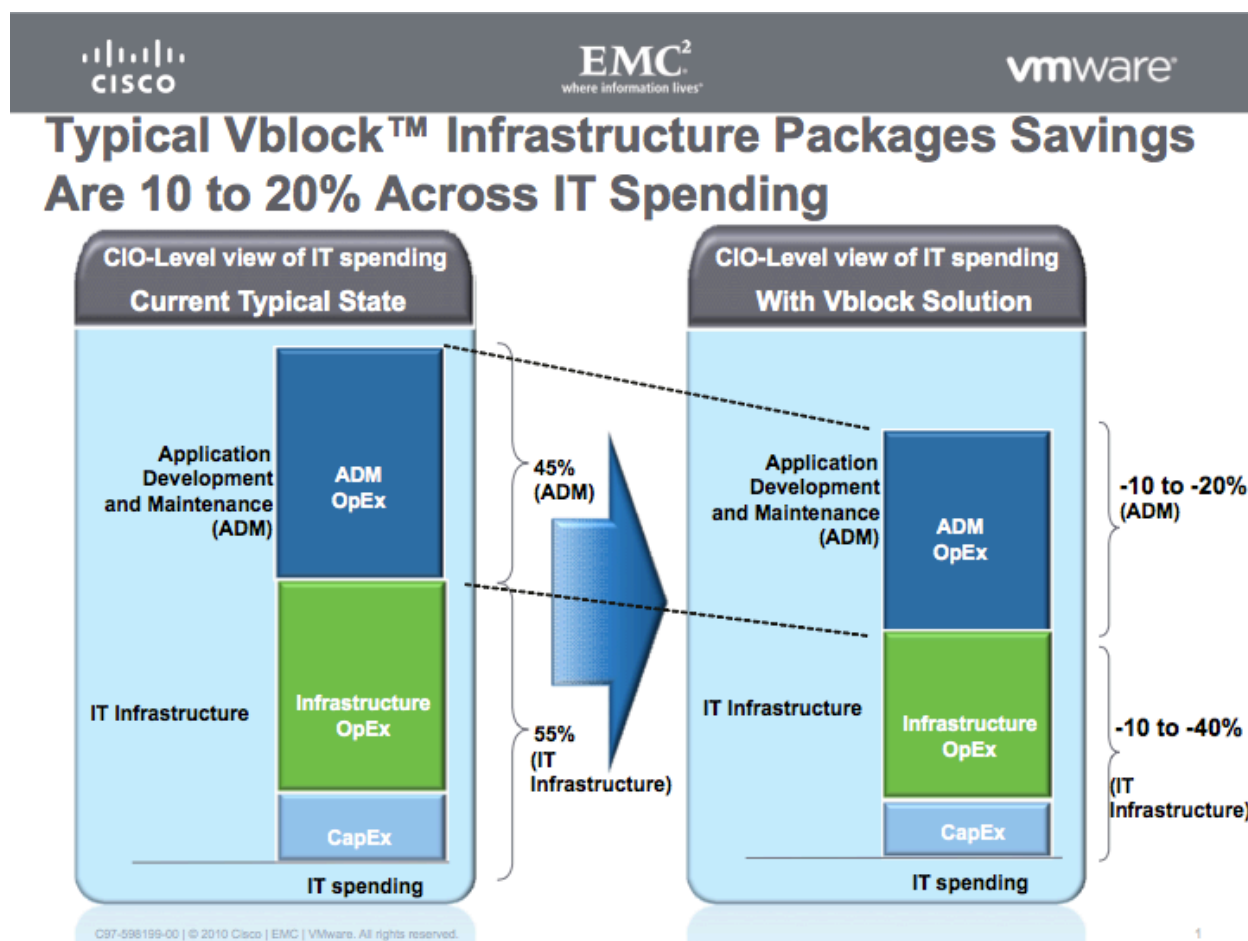 CISCO
EMC²
where information lives®
vmware®
Typical Vblock™ Infrastructure Packages Savings
Are 10 to 20% Across IT Spending
CIO-Level view of IT spending
Current Typical State
Application
Development
and Maintenance
(ADM)
ADM
OpEx
45%
(ADM)
IT Infrastructure
Infrastructure
OpEx
55%
(IT
Infrastructure)
CapEx
IT spending
CIO-Level view of IT spending
With Vblock Solution
Application
Development
and Maintenance
(ADM)
ADM
OpEx
-10 to -20%
(ADM)
IT Infrastructure
Infrastructure
OpEx
-10 to -40%
(IT
Infrastructure)
CapEx
IT spending
C97-598199-00 | © 2010 Cisco | EMC | VMware. All rights reserved.
1